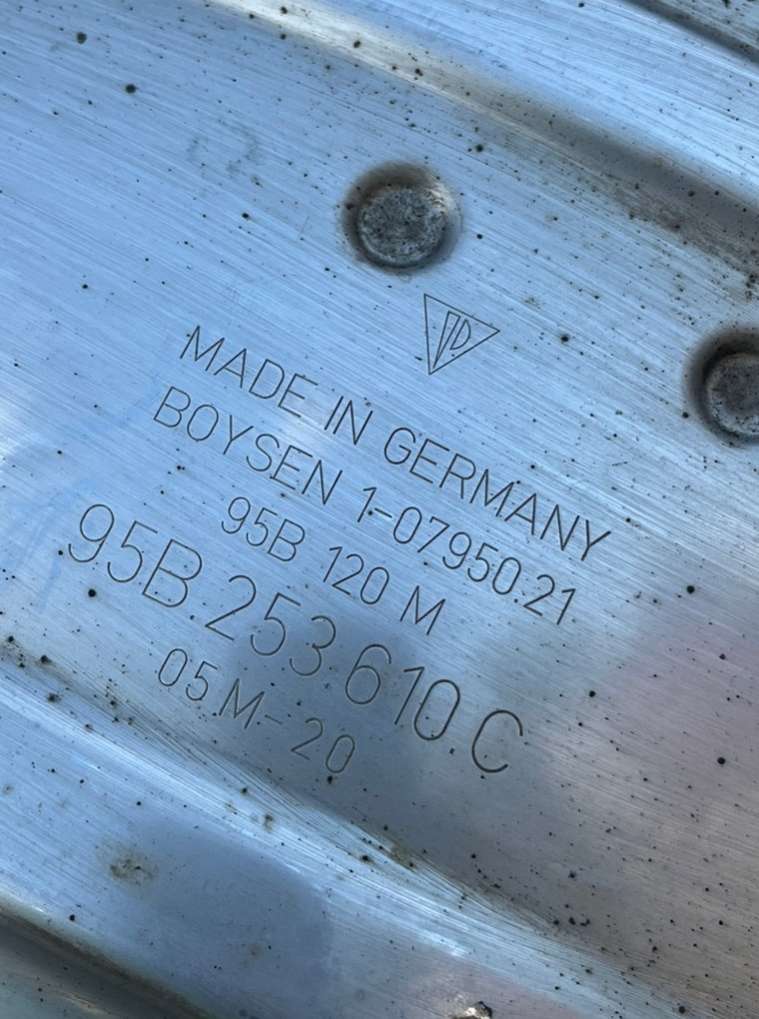 MADE IN GERMANY
BOYSEN 1-07950.21
95B 120 M
95B.253.610.C
05.M-20